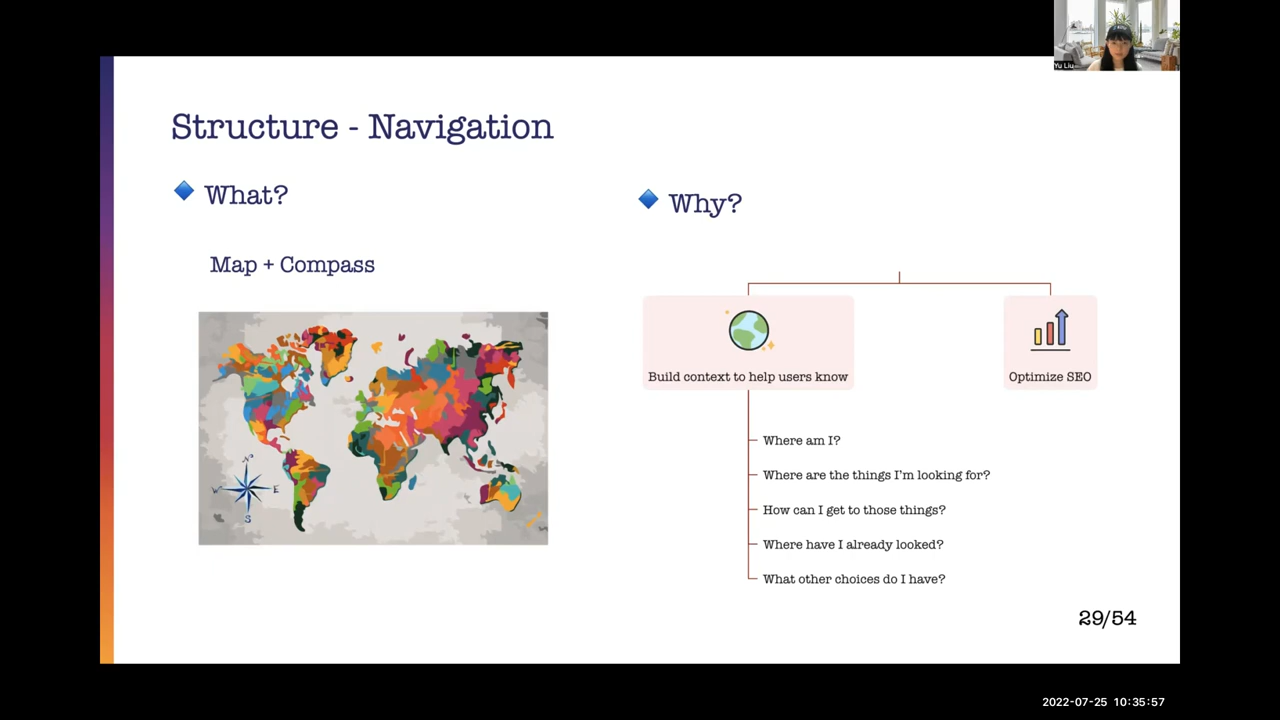 Yu Liu
Structure - Navigation
What?
Map + Compass
N
W
E
S
Why?
Build context to help users know
Optimize SEO
Where am I?
Where are the things I'm looking for?
How can I get to those things?
Where have I already looked?
What other choices do I have?
29/54
2022-07-25 10:35:57